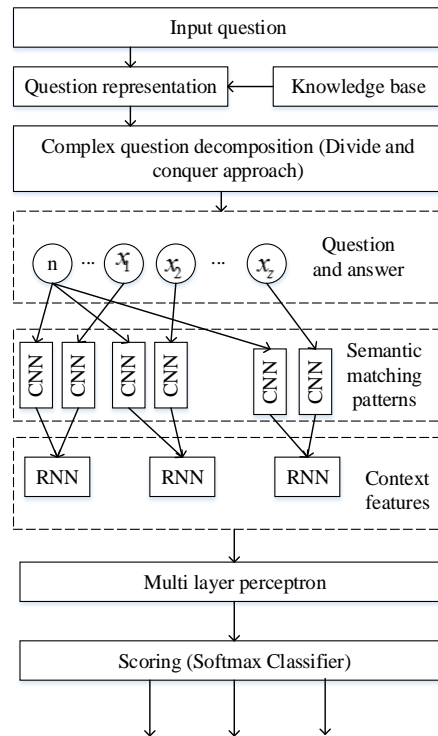 Input question
Question representation
Knowledge base
Complex question decomposition (Divide and
conquer approach)
n ... x₁ x₂ ... x_z
Question
and answer
CNN CNN CNN CNN CNN CNN
Semantic
matching
patterns
RNN RNN RNN
Context
features
Multi layer perceptron
Scoring (Softmax Classifier)